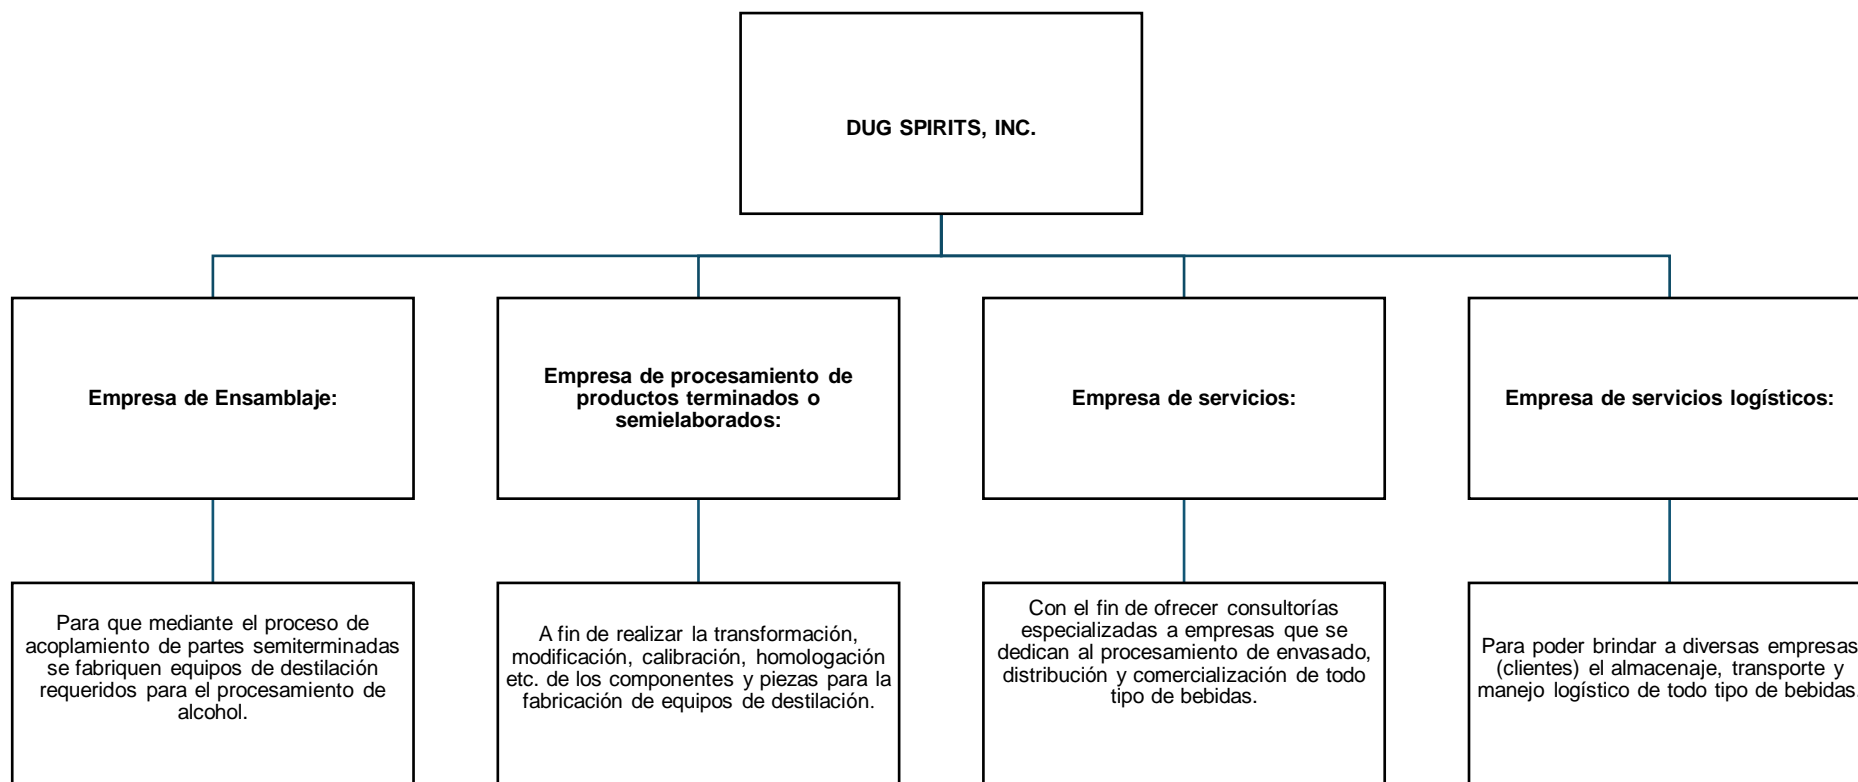 DUG SPIRITS, INC.
Empresa de Ensamblaje:
Empresa de procesamiento de
productos terminados o
semielaborados:
Empresa de servicios:
Empresa de servicios logísticos:
Para que mediante el proceso de
acoplamiento de partes semiterminadas
se fabriquen equipos de destilación
requeridos para el procesamiento de
alcohol.
A fin de realizar la transformación,
modificación, calibración, homologación
etc. de los componentes y piezas para la
fabricación de equipos de destilación.
Con el fin de ofrecer consultorías
especializadas a empresas que se
dedican al procesamiento de envasado,
distribución y comercialización de todo
tipo de bebidas.
Para poder brindar a diversas empresas
(clientes) el almacenaje, transporte y
manejo logístico de todo tipo de bebidas.